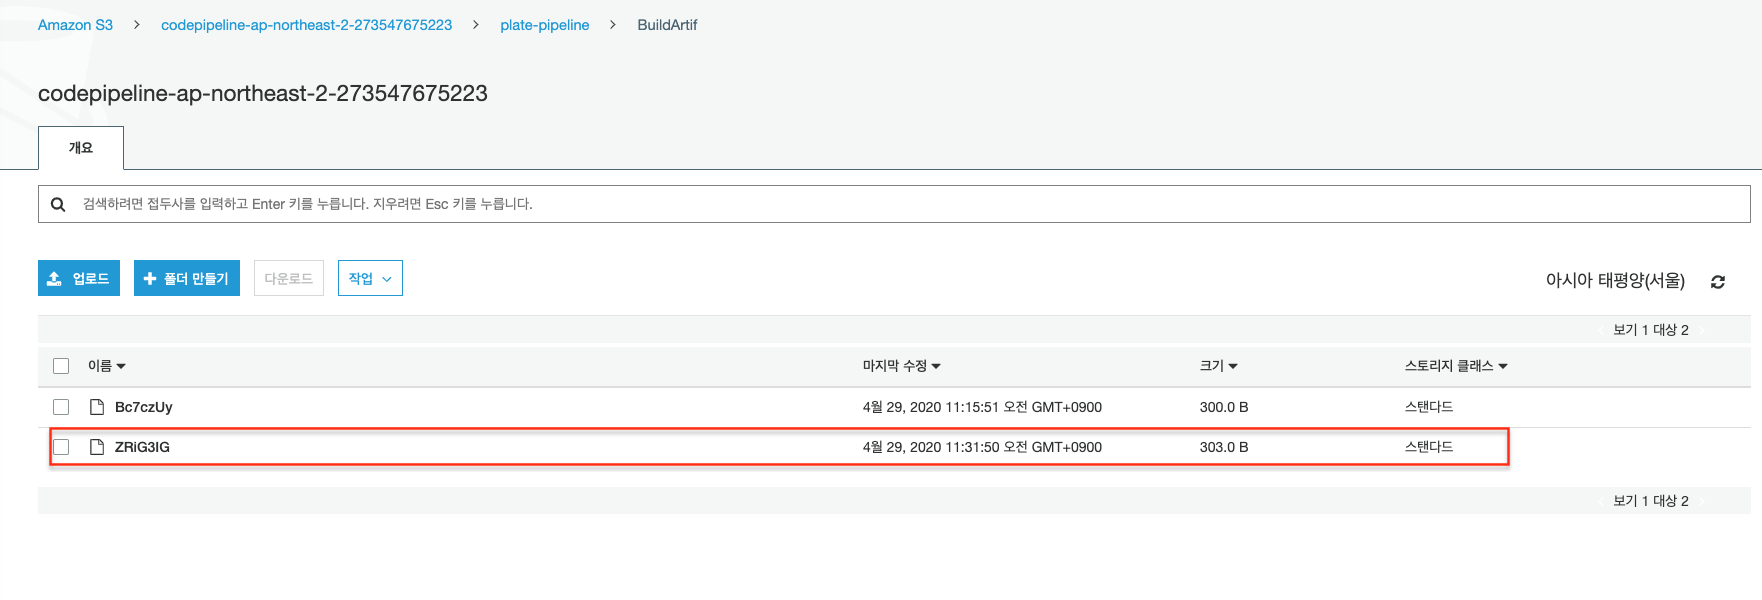 Amazon S3 > codepipeline-ap-northeast-2-273547675223 > plate-pipeline > BuildArtif
codepipeline-ap-northeast-2-273547675223
개요
검색하려면 접두사를 입력하고 Enter 키를 누릅니다. 지우려면 Esc 키를 누릅니다.
업로드 폴더 만들기 다운로드 작업 아시아 태평양(서울)
보기 1 대상 2
이름 마지막 수정 크기 스토리지 클래스
Bc7czUy 4월 29, 2020 11:15:51 오전 GMT+0900 300.0 B 스탠다드
ZRiG3IG 4월 29, 2020 11:31:50 오전 GMT+0900 303.0 B 스탠다드
보기 1 대상 2